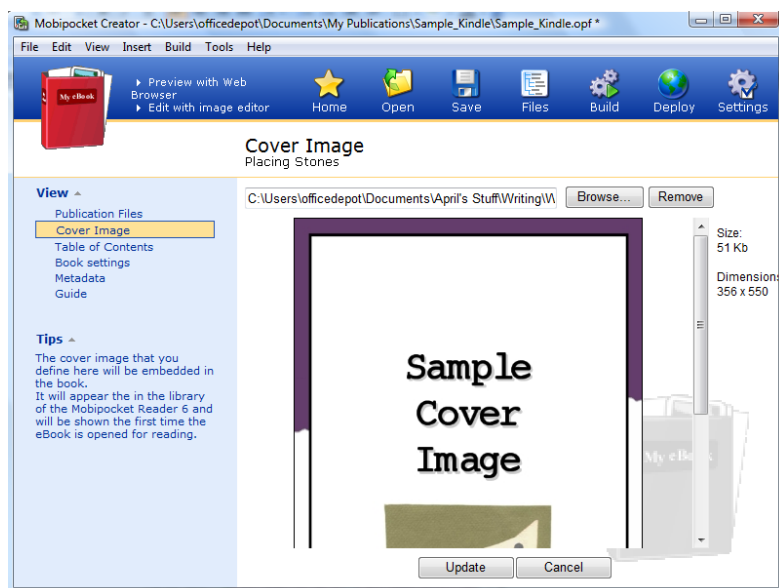 Mobipocket Creator - C:\Users\officedepot\Documents\My Publications\Sample_Kindle\Sample_Kindle.opf *
File Edit View Insert Build Tools Help
My eBook
Preview with Web
Browser
Edit with image editor
Home Open Save Files Build Deploy Settings
Cover Image
Placing Stones
View
Publication Files
Cover Image
Table of Contents
Book settings
Metadata
Guide
Tips
The cover image that you
define here will be embedded in
the book.
It will appear the in the library
of the Mobipocket Reader 6 and
will be shown the first time the
eBook is opened for reading.
C:\Users\officedepot\Documents\April's Stuff\Writing\W
Browse... Remove
Size:
51 Kb
Dimension
356 x 550
Sample
Cover
Image
My eBook
Update Cancel